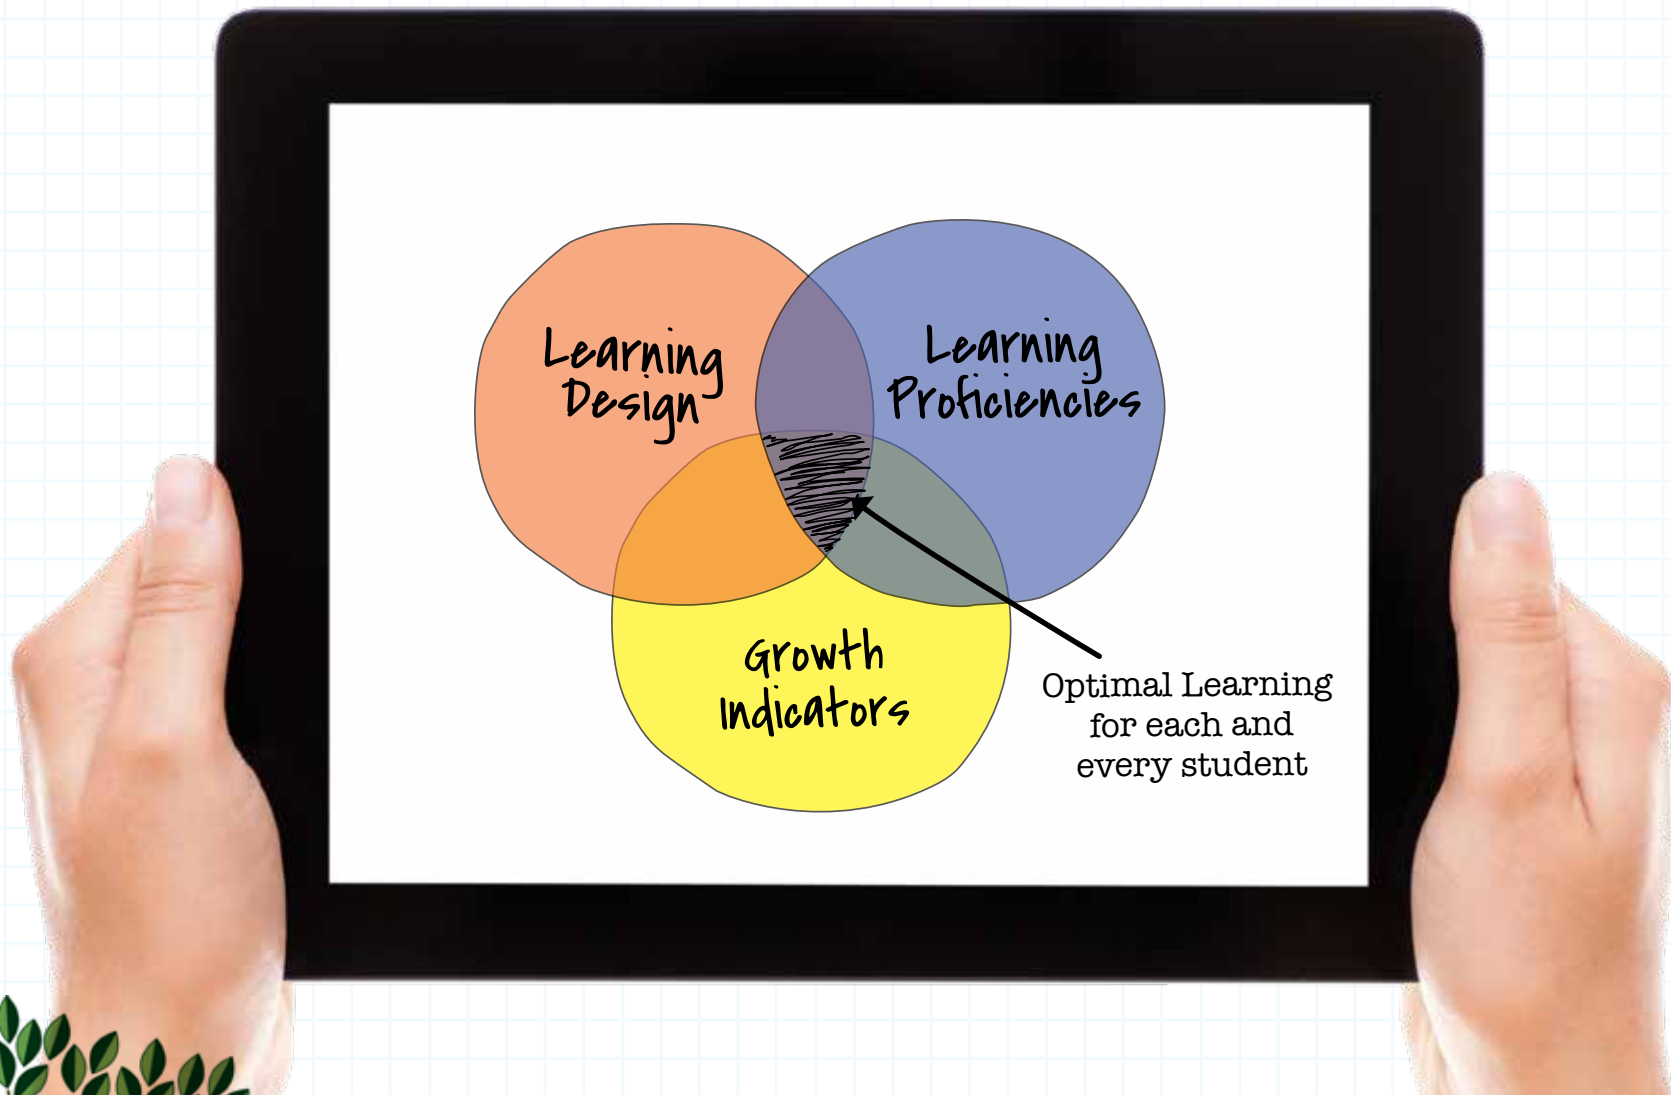 Learning
Design
Learning
Proficiencies
Growth
Indicators
Optimal Learning
for each and
every student